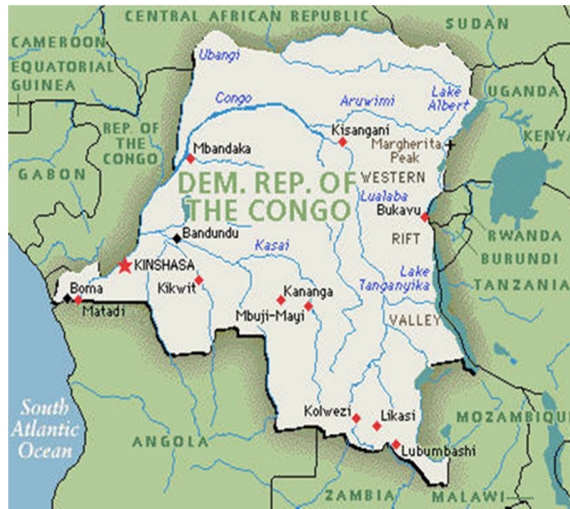 CENTRAL AFRICAN REPUBLIC
SUDAN
CAMEROON
EQUATORIAL
GUINEA
Ubangi
Lake
Albert
UGANDA
Congo
Aruwimi
REP. OF
THE
CONGO
Kisangani
KENYA
Mbandaka
Margherita
Peak
GABON
WESTERN
DEM. REP. OF
THE CONGO
Lualaba
Bukavu
RWANDA
Bandundu
RIFT
BURUNDI
Kasai
KINSHASA
Lake
Tanganyika
TANZANIA
Kikwit
Kananga
Boma
Matadi
Mbuji-Mayi
VALLEY
South
Atlantic
Ocean
Kolwezi
Likasi
MOZAMBIQUE
ANGOLA
Lubumbashi
ZAMBIA
MALAWI